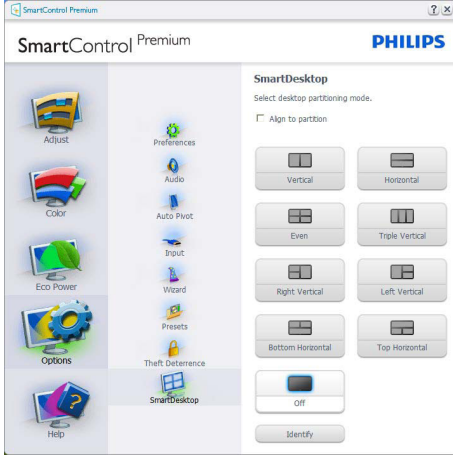 SmartControl Premium
SmartControl Premium
PHILIPS
Adjust
Color
Eco Power
Options
Help
Preferences
Audio
Auto Pivot
Input
Wizard
Presets
Theft Deterrence
SmartDesktop
SmartDesktop
Select desktop partitioning mode.
Align to partition
Vertical
Horizontal
Even
Triple Vertical
Right Vertical
Left Vertical
Bottom Horizontal
Top Horizontal
Off
Identify